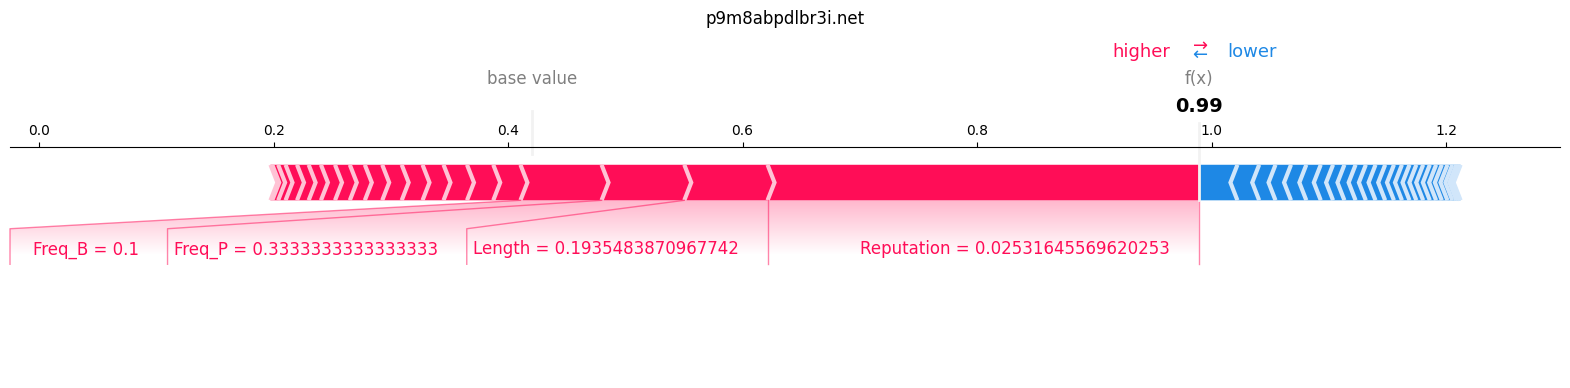 p9m8abpdlbr3i.net
higher ⇄ lower
base value f(x)
0.99
0.0 0.2 0.4 0.6 0.8 1.0 1.2
Freq_B = 0.1 Freq_P = 0.3333333333333333 Length = 0.1935483870967742 Reputation = 0.02531645569620253